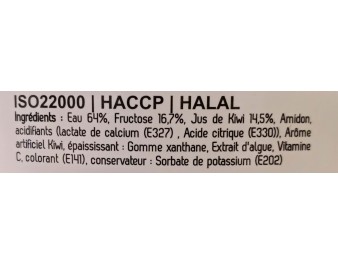 ISO22000 | HACCP | HALAL
Ingrédients : Eau 64%, Fructose 16,7%, Jus de Kiwi 14,5%, Amidon,
acidifiants (lactate de calcium (E327) , Acide citrique (E330)), Arôme
artificiel Kiwi, épaississant : Gomme xanthane, Extrait d'algue, Vitamine
C, colorant (E141), conservateur : Sorbate de potassium (E202)